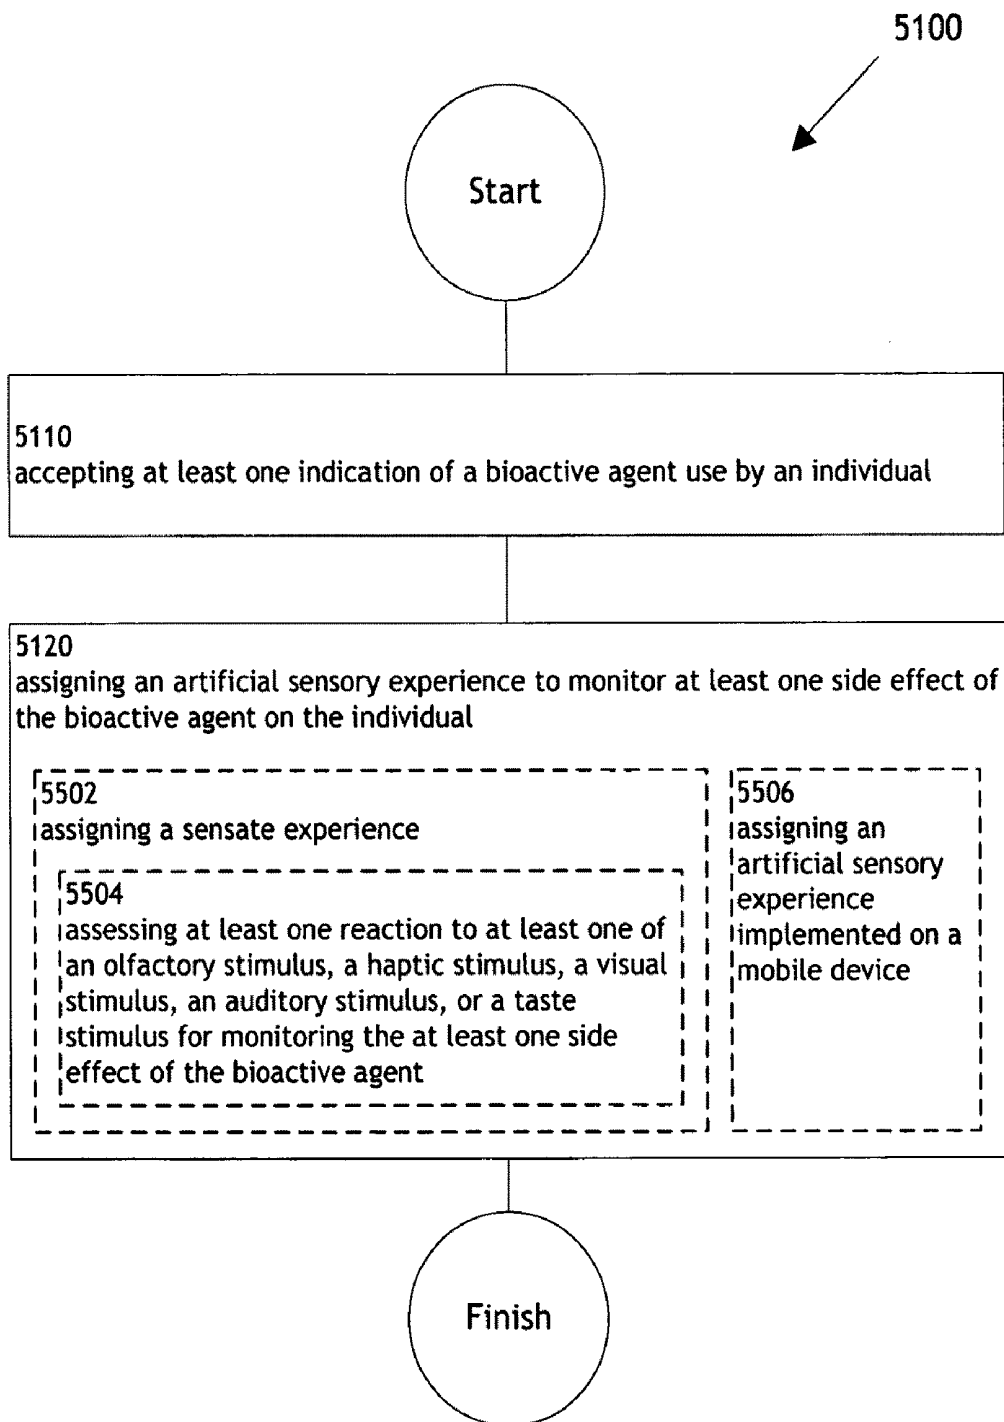 5100
Start
5110
accepting at least one indication of a bioactive agent use by an individual
5120
assigning an artificial sensory experience to monitor at least one side effect of
the bioactive agent on the individual
5502
assigning a sensate experience
5504
assessing at least one reaction to at least one of
an olfactory stimulus, a haptic stimulus, a visual
stimulus, an auditory stimulus, or a taste
stimulus for monitoring the at least one side
effect of the bioactive agent
5506
assigning an
artificial sensory
experience
implemented on a
mobile device
Finish